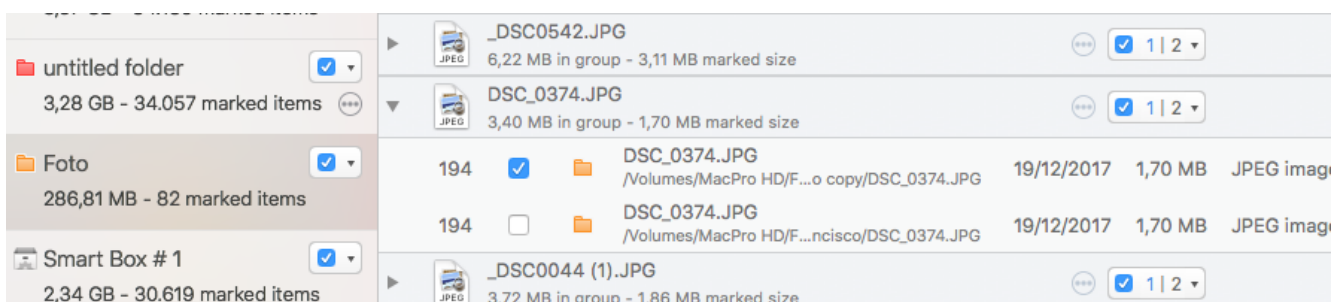 untitled folder
3,28 GB - 34.057 marked items
Foto
286,81 MB - 82 marked items
Smart Box # 1
2,34 GB - 30.619 marked items
_DSC0542.JPG
1 | 2
JPEG
6,22 MB in group - 3,11 MB marked size
DSC_0374.JPG
1 | 2
JPEG
3,40 MB in group - 1,70 MB marked size
194 DSC_0374.JPG 19/12/2017 1,70 MB JPEG image
/Volumes/MacPro HD/F...o copy/DSC_0374.JPG
194 DSC_0374.JPG 19/12/2017 1,70 MB JPEG image
/Volumes/MacPro HD/F...ncisco/DSC_0374.JPG
_DSC0044 (1).JPG
1 | 2
JPEG
3,72 MB in group - 1,86 MB marked size